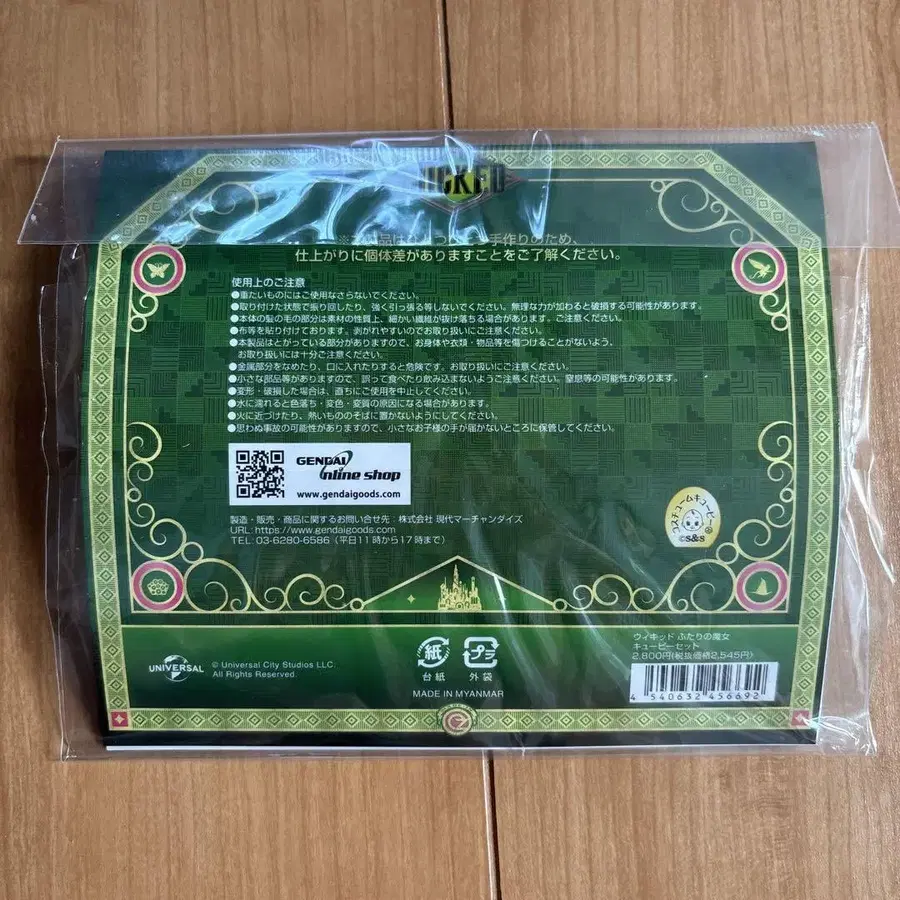 WICKED
※本製品は一つ一つ手作りのため、
仕上がりに個体差がありますことをご了解ください。
使用上のご注意
●重たいものにはご使用なさらないでください。
●取り付けた状態で振り回したり、強く引っ張る等しないでください。無理な力が加わると破損する可能性があります。
●本体の髪の毛の部分は素材の性質上、細かい繊維が抜け落ちる場合があります。ご注意ください。
●布等を貼り付けております。剥がれやすいのでお取り扱いにご注意ください。
●本製品はとがっている部分がありますので、お身体や衣類・物品等を傷つけることがないよう、
お取り扱いには十分ご注意ください。
●金属部分をなめたり、口に入れたりすると危険です。お取り扱いにご注意ください。
●小さな部品等がありますので、誤って食べたり飲み込まないようご注意ください。窒息等の可能性があります。
●変形・破損した場合は、直ちにご使用を中止してください。
●水に濡れると色落ち・変色・変質の原因になる場合があります。
●火に近づけたり、熱いもののそばに置かないようにしてください。
●思わぬ事故の可能性がありますので、小さなお子様の手が届かないところに保管してください。
GENDAI
Online shop
www.gendaigoods.com
製造・販売・商品に関するお問い合せ先：株式会社 現代マーチャンダイズ
URL:https://www.gendaigoods.com
TEL: 03-6280-6586（平日11時から17時まで）
コスチュームキューピー
©S&S
UNIVERSAL
© Universal City Studios LLC.
All Rights Reserved.
紙
台紙
プラ
外袋
MADE IN MYANMAR
ウィキッド ふたりの魔女
キューピーセット
2,800円(税抜価格2,545円)
4 540632 456692